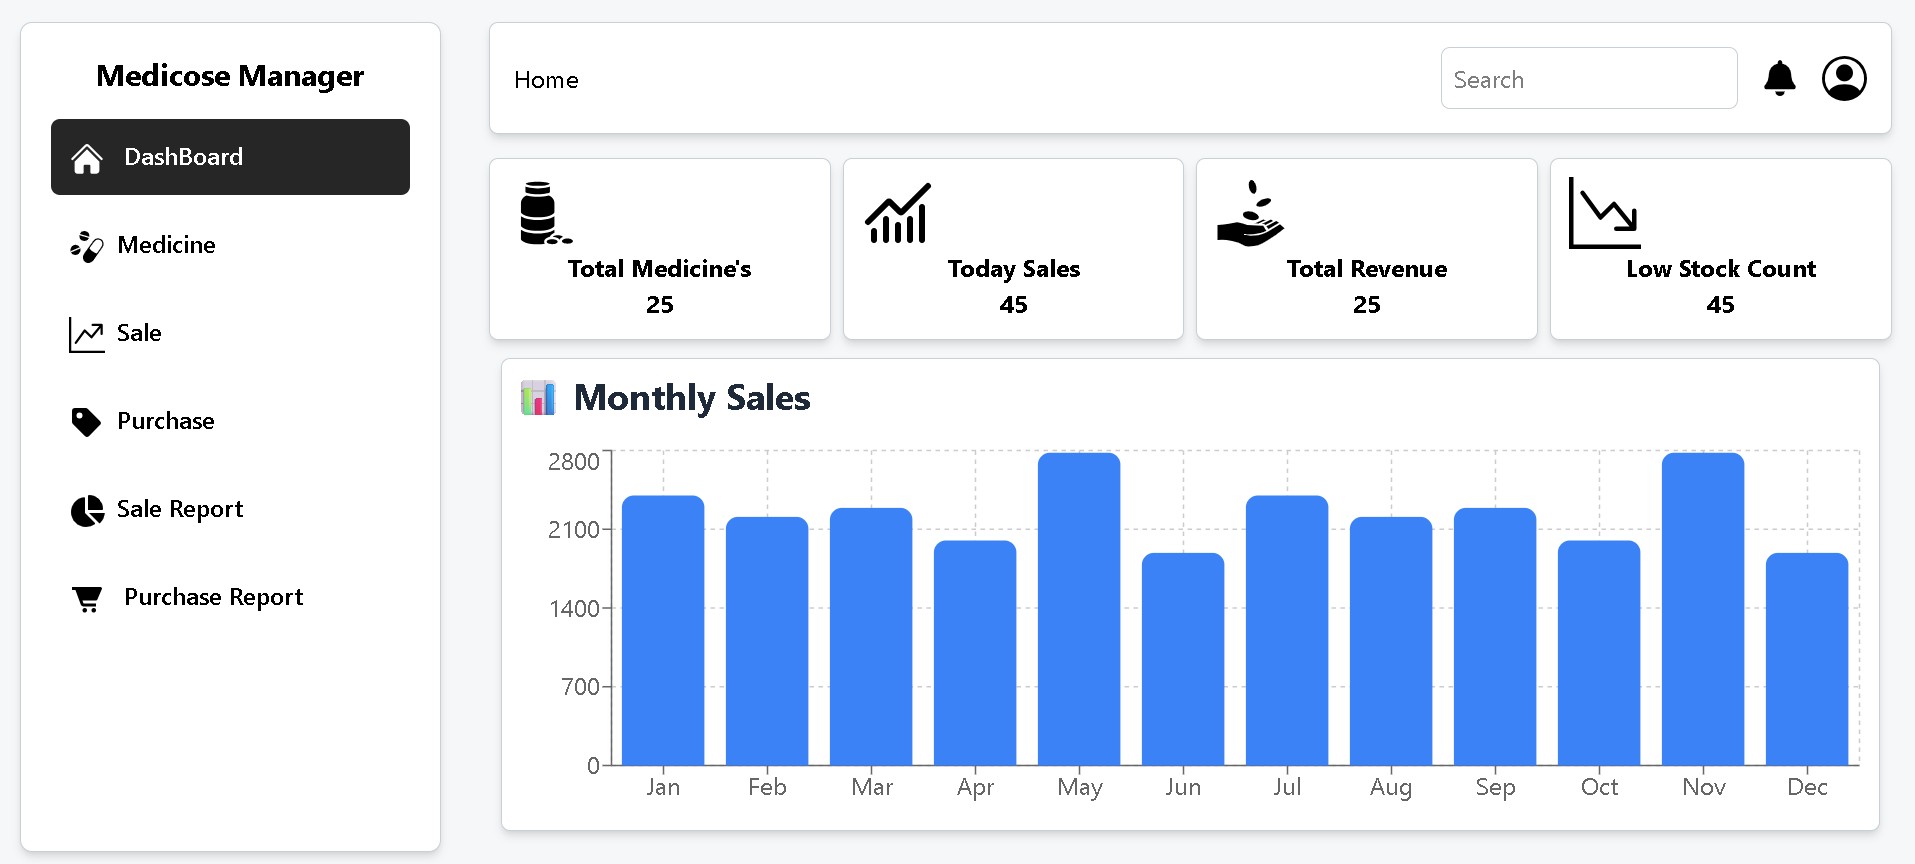 Medicose Manager
DashBoard
Medicine
Sale
Purchase
Sale Report
Purchase Report
Home
Search
Total Medicine's
25
Today Sales
45
Total Revenue
25
Low Stock Count
45
Monthly Sales
2800
2100
1400
700
0
Jan Feb Mar Apr May Jun Jul Aug Sep Oct Nov Dec